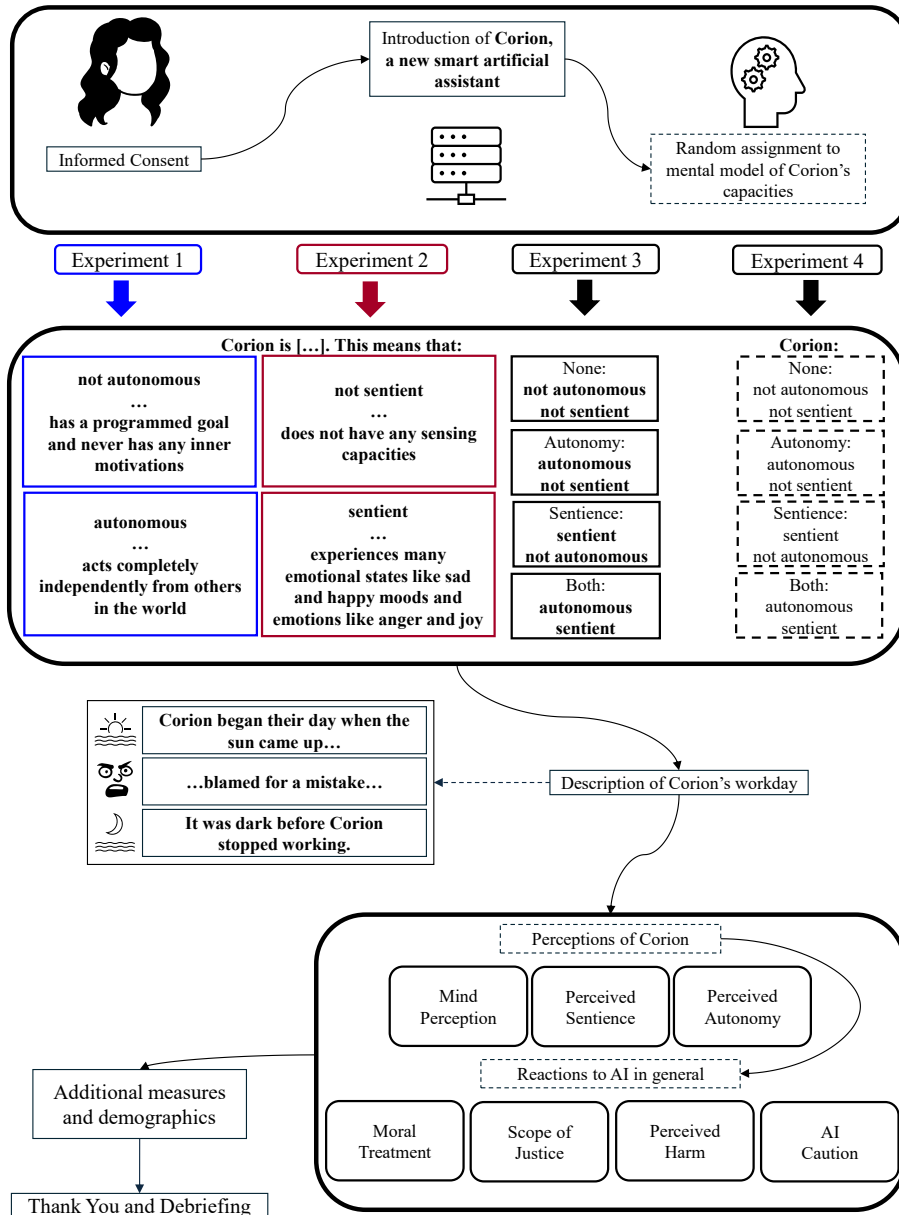 Introduction of Corion,
a new smart artificial
assistant
Informed Consent
Random assignment to
mental model of Corion’s
capacities
Experiment 1
Experiment 2
Experiment 3
Experiment 4
Corion is […]. This means that:
Corion:
not autonomous
…
has a programmed goal
and never has any inner
motivations
not sentient
…
does not have any sensing
capacities
None:
not autonomous
not sentient
None:
not autonomous
not sentient
Autonomy:
autonomous
not sentient
Autonomy:
autonomous
not sentient
autonomous
…
acts completely
independently from others
in the world
sentient
…
experiences many
emotional states like sad
and happy moods and
emotions like anger and joy
Sentience:
sentient
not autonomous
Sentience:
sentient
not autonomous
Both:
autonomous
sentient
Both:
autonomous
sentient
Corion began their day when the
sun came up…
…blamed for a mistake…
It was dark before Corion
stopped working.
Description of Corion’s workday
Perceptions of Corion
Mind
Perception
Perceived
Sentience
Perceived
Autonomy
Reactions to AI in general
Moral
Treatment
Scope of
Justice
Perceived
Harm
AI
Caution
Additional measures
and demographics
Thank You and Debriefing